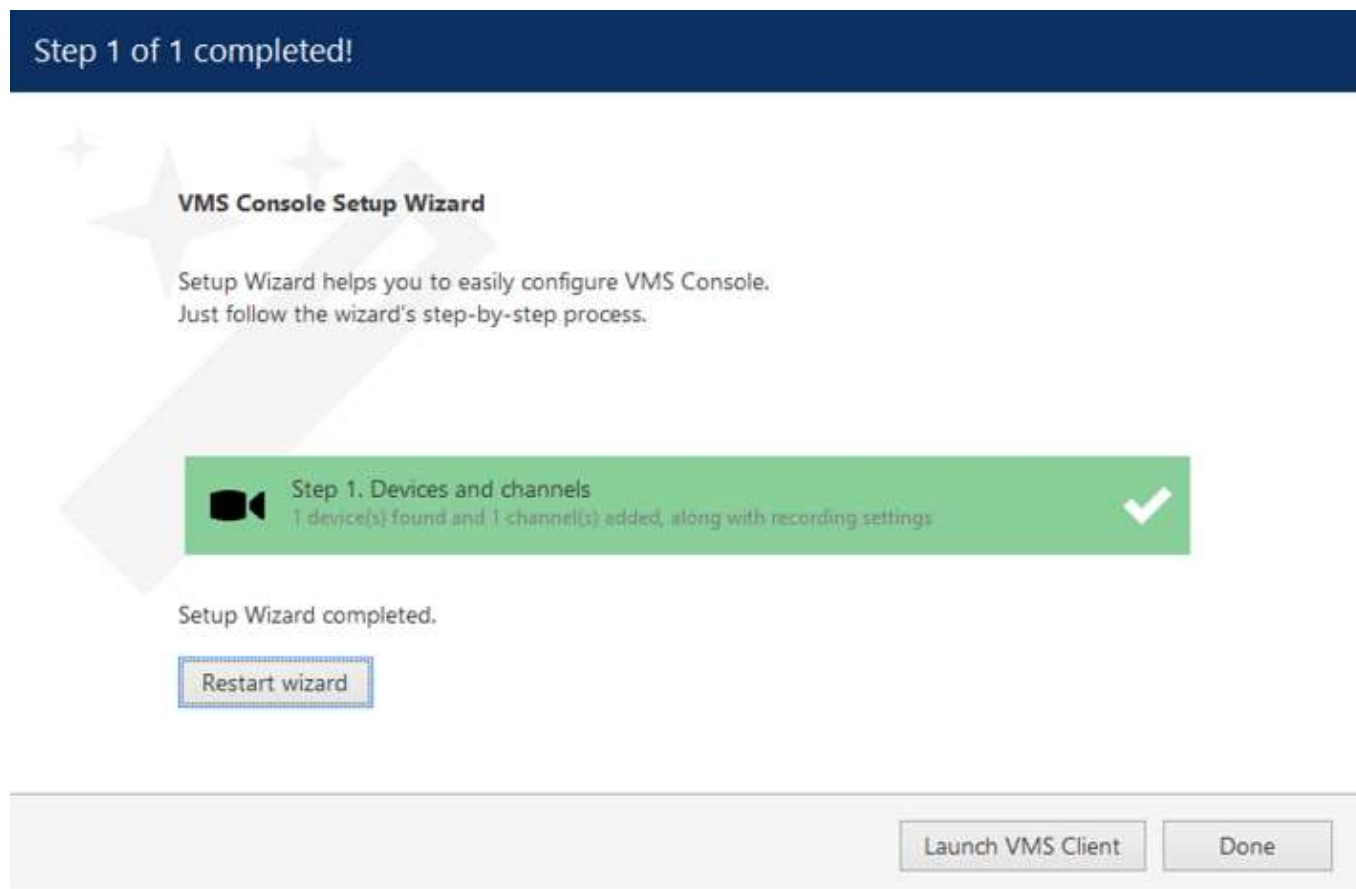 Step 1 of 1 completed!
VMS Console Setup Wizard
Setup Wizard helps you to easily configure VMS Console.
Just follow the wizard's step-by-step process.
Step 1. Devices and channels
1 device(s) found and 1 channel(s) added, along with recording settings
Setup Wizard completed.
Restart wizard
Launch VMS Client
Done